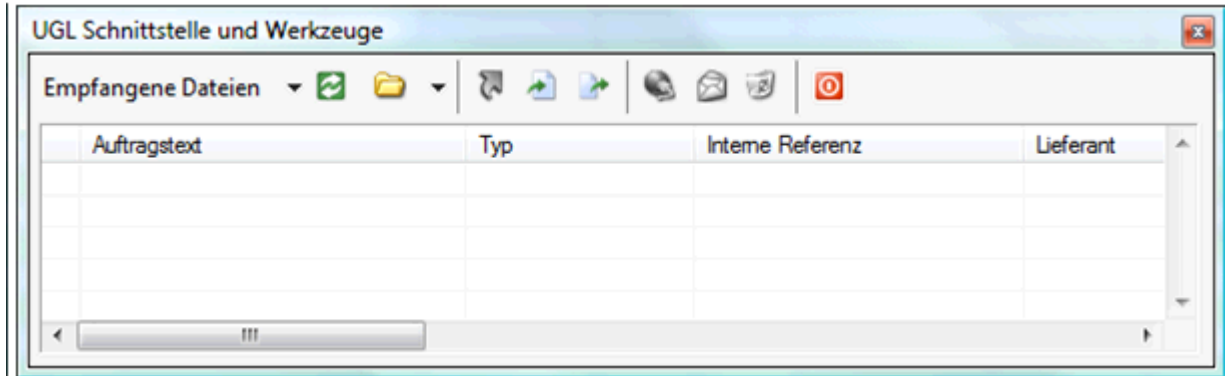 UGL Schnittstelle und Werkzeuge
Empfangene Dateien
Auftragstext Typ Interne Referenz Lieferant